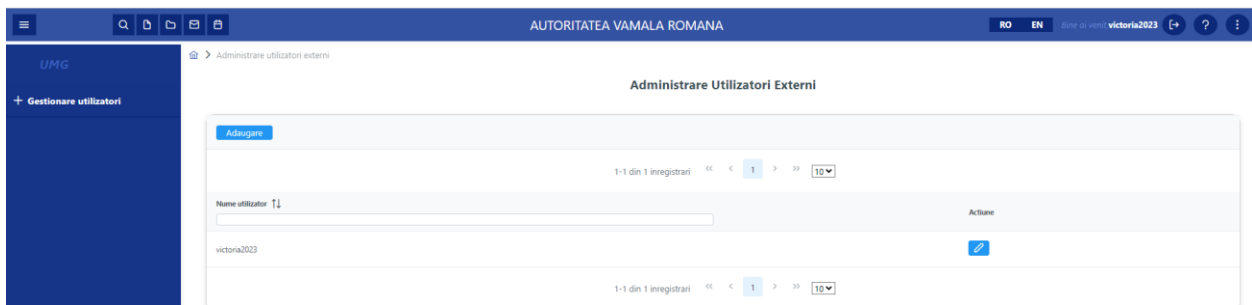 AUTORITATEA VAMALA ROMANA
RO EN Bine ai venit victoria2023 ?
UMG
Administrare utilizatori externi
Administrare Utilizatori Externi
+ Gestionare utilizatori
Adaugare
1-1 din 1 inregistrari << < 1 > >> 10
Nume utilizator
Actiune
victoria2023
1-1 din 1 inregistrari << < 1 > >> 10